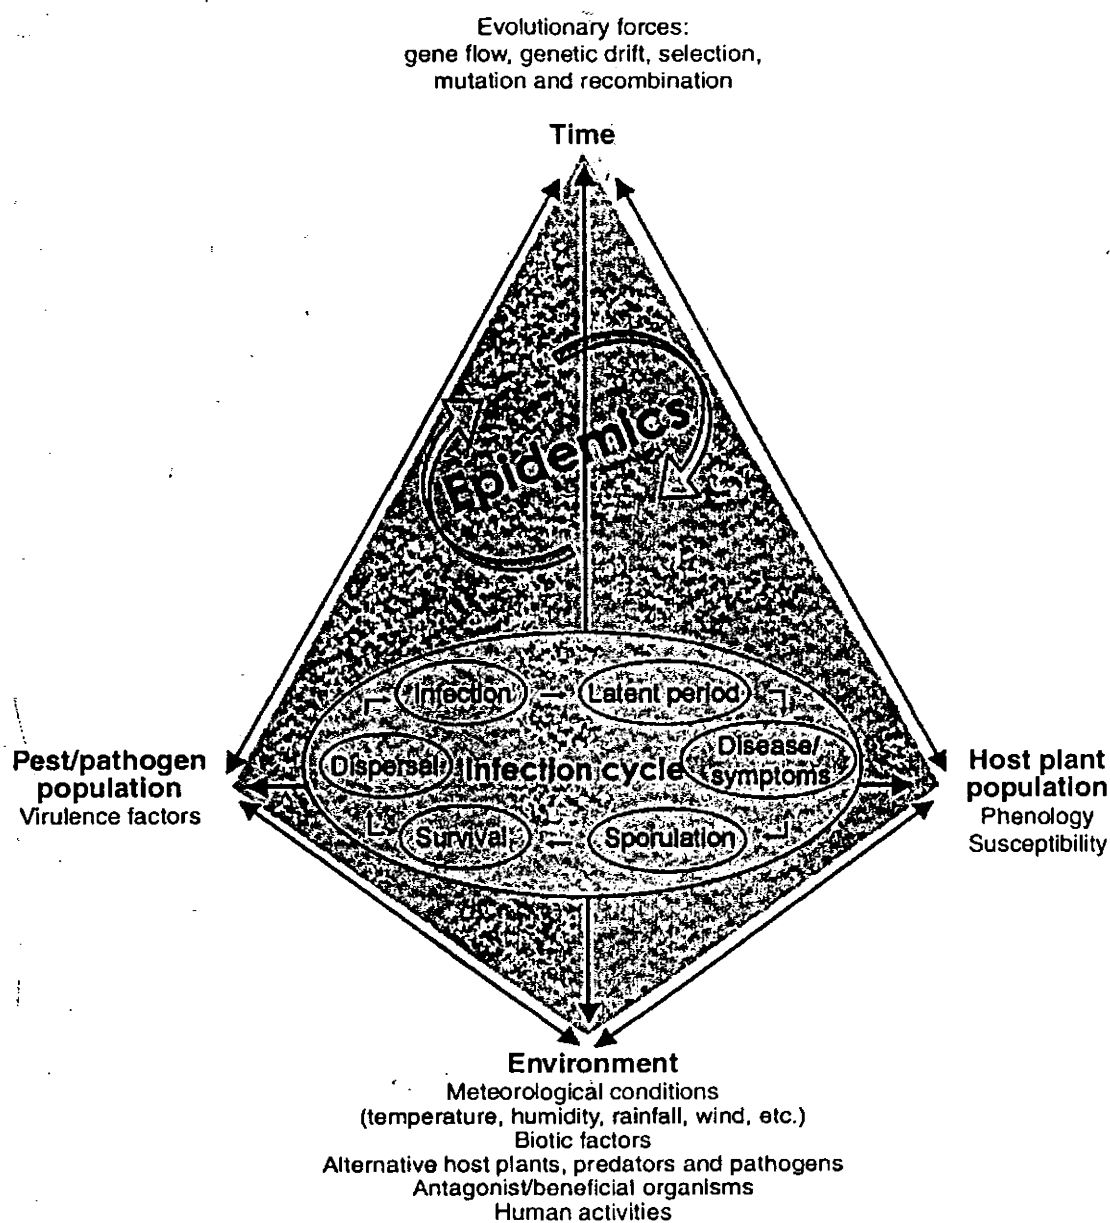 Evolutionary forces:
gene flow, genetic drift, selection,
mutation and recombination
Time
Epidemics
Infection
Latent period
Dispersal
Infection cycle
Disease/
symptoms
Survival
Sporulation
Pest/pathogen
population
Virulence factors
Host plant
population
Phenology
Susceptibility
Environment
Meteorological conditions
(temperature, humidity, rainfall, wind, etc.)
Biotic factors
Alternative host plants, predators and pathogens
Antagonist/beneficial organisms
Human activities